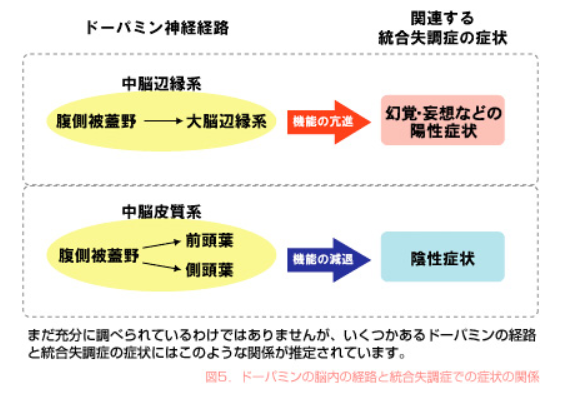 ドーパミン神経経路
関連する
統合失調症の症状
中脳辺縁系
腹側被蓋野
大脳辺縁系
機能の亢進
幻覚・妄想などの
陽性症状
中脳皮質系
腹側被蓋野
前頭葉
側頭葉
機能の減退
陰性症状
まだ充分に調べられているわけではありませんが、いくつかあるドーパミンの経路
と統合失調症の症状にはこのような関係が推定されています。
図5．ドーパミンの脳内の経路と統合失調症での症状の関係